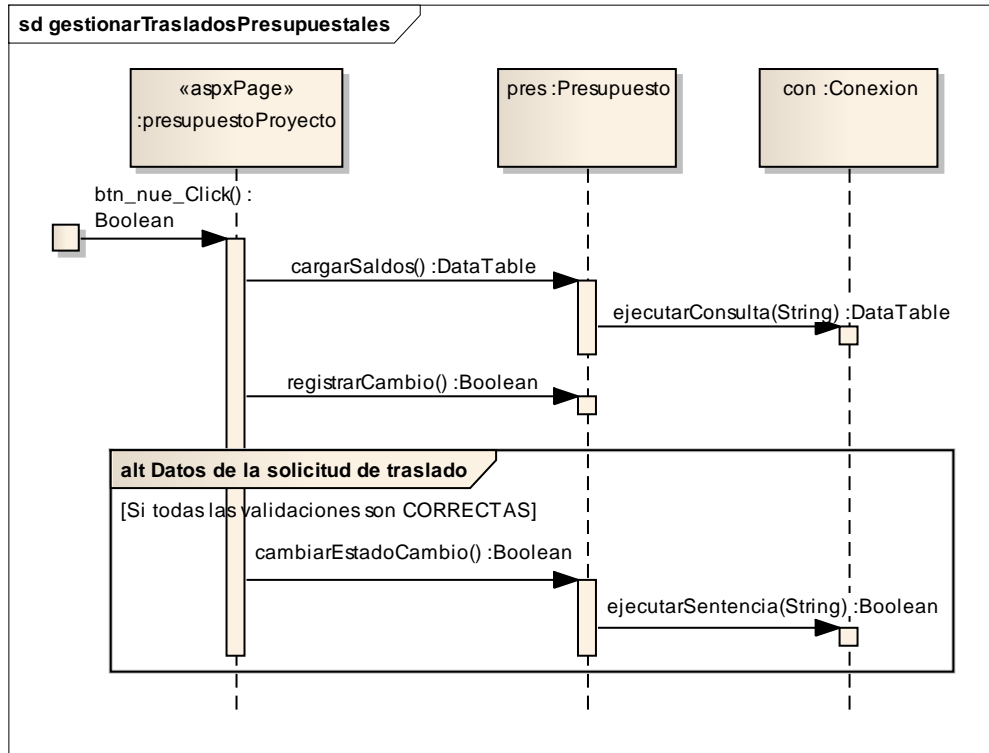 sd gestionarTrasladosPresupuestales
«aspxPage»
:presupuestoProyecto
pres :Presupuesto
con :Conexion
btn_nue_Click() :
Boolean
cargarSaldos() :DataTable
ejecutarConsulta(String) :DataTable
registrarCambio() :Boolean
alt Datos de la solicitud de traslado
[Si todas las validaciones son CORRECTAS]
cambiarEstadoCambio() :Boolean
ejecutarSentencia(String) :Boolean